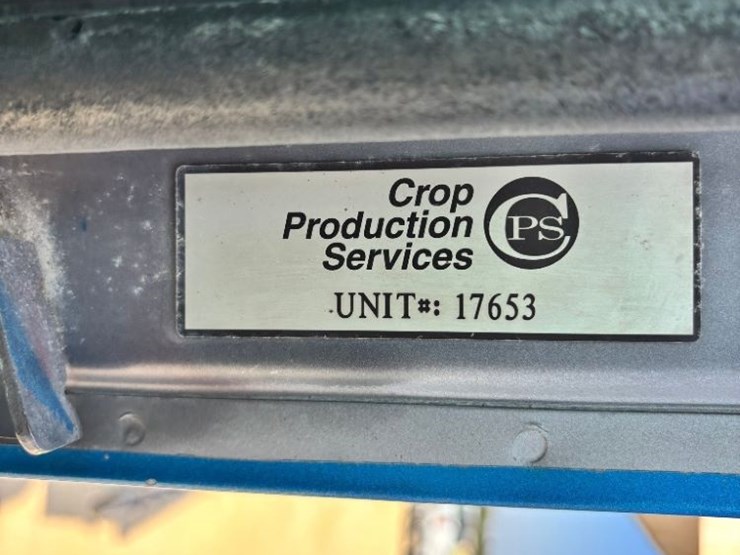 Crop
Production
Services
CPS
UNIT#: 17653